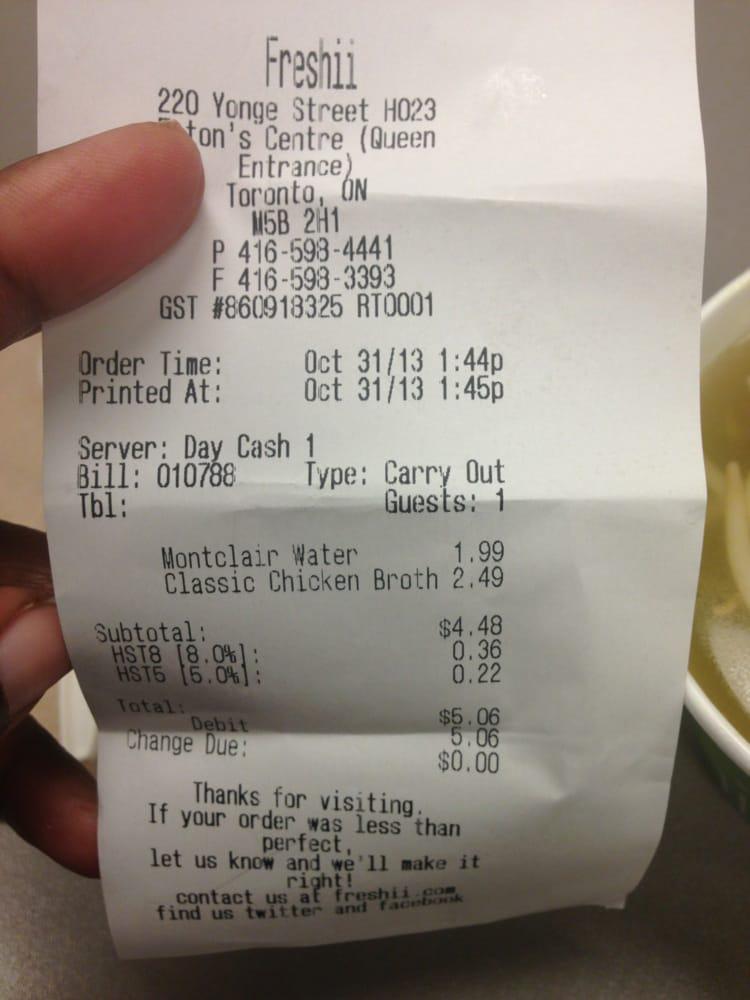 Freshii
220 Yonge Street H023
ton's Centre (Queen
Entrance)
Toronto, ON
M5B 2H1
P 416-598-4441
F 416-598-3393
GST #860918325 RT0001
Order Time: Oct 31/13 1:44p
Printed At: Oct 31/13 1:45p
Server: Day Cash 1
Bill: 010788 Type: Carry Out
Tbl: Guests: 1
Montclair Water 1.99
Classic Chicken Broth 2.49
Subtotal: $4.48
HST8 [8.0%]: 0.36
HST5 [5.0%]: 0.22
Total: $5.06
Debit 5.06
Change Due: $0.00
Thanks for visiting.
If your order was less than
perfect,
let us know and we'll make it
right!
contact us at freshii.com
find us twitter and facebook